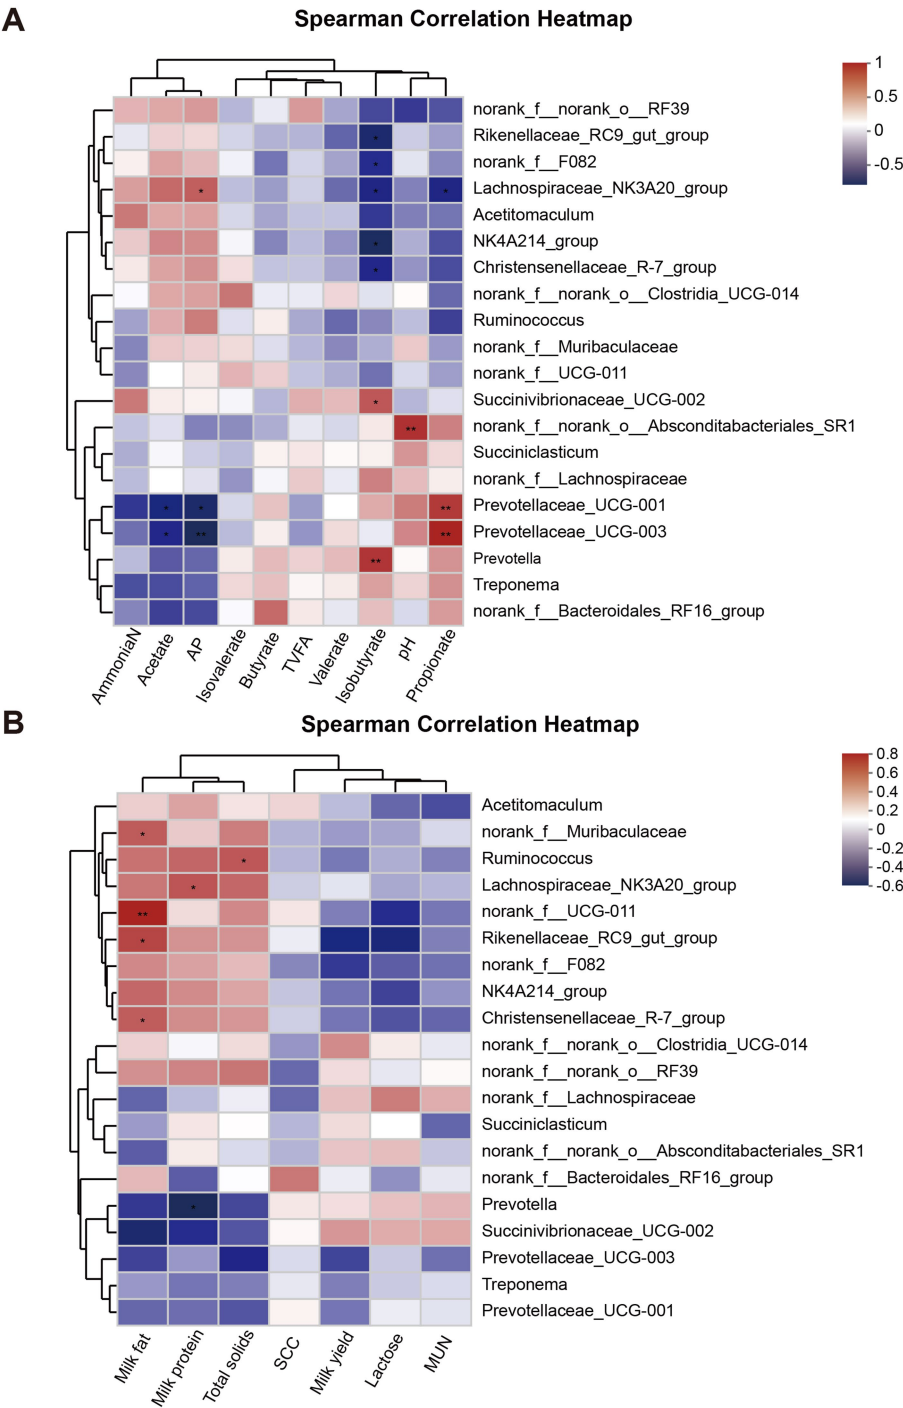 A
Spearman Correlation Heatmap
1
0.5
0
-0.5
norank_f__norank_o__RF39
Rikenellaceae_RC9_gut_group
*
norank_f__F082
*
Lachnospiraceae_NK3A20_group
* * *
Acetitomaculum
NK4A214_group
*
Christensenellaceae_R-7_group
*
norank_f__norank_o__Clostridia_UCG-014
Ruminococcus
norank_f__Muribaculaceae
norank_f__UCG-011
Succinivibrionaceae_UCG-002
*
norank_f__norank_o__Absconditabacteriales_SR1
**
Succiniclasticum
norank_f__Lachnospiraceae
Prevotellaceae_UCG-001
* * **
Prevotellaceae_UCG-003
* ** **
Prevotella
**
Treponema
norank_f__Bacteroidales_RF16_group
AmmoniaN
Acetate
AP
Isovalerate
Butyrate
TVFA
Valerate
Isobutyrate
pH
Propionate
B
Spearman Correlation Heatmap
0.8
0.6
0.4
0.2
0
-0.2
-0.4
-0.6
Acetitomaculum
norank_f__Muribaculaceae
*
Ruminococcus
*
Lachnospiraceae_NK3A20_group
*
norank_f__UCG-011
**
Rikenellaceae_RC9_gut_group
*
norank_f__F082
NK4A214_group
Christensenellaceae_R-7_group
*
norank_f__norank_o__Clostridia_UCG-014
norank_f__norank_o__RF39
norank_f__Lachnospiraceae
Succiniclasticum
norank_f__norank_o__Absconditabacteriales_SR1
norank_f__Bacteroidales_RF16_group
Prevotella
*
Succinivibrionaceae_UCG-002
Prevotellaceae_UCG-003
Treponema
Prevotellaceae_UCG-001
Milk fat
Milk protein
Total solids
SCC
Milk yield
Lactose
MUN